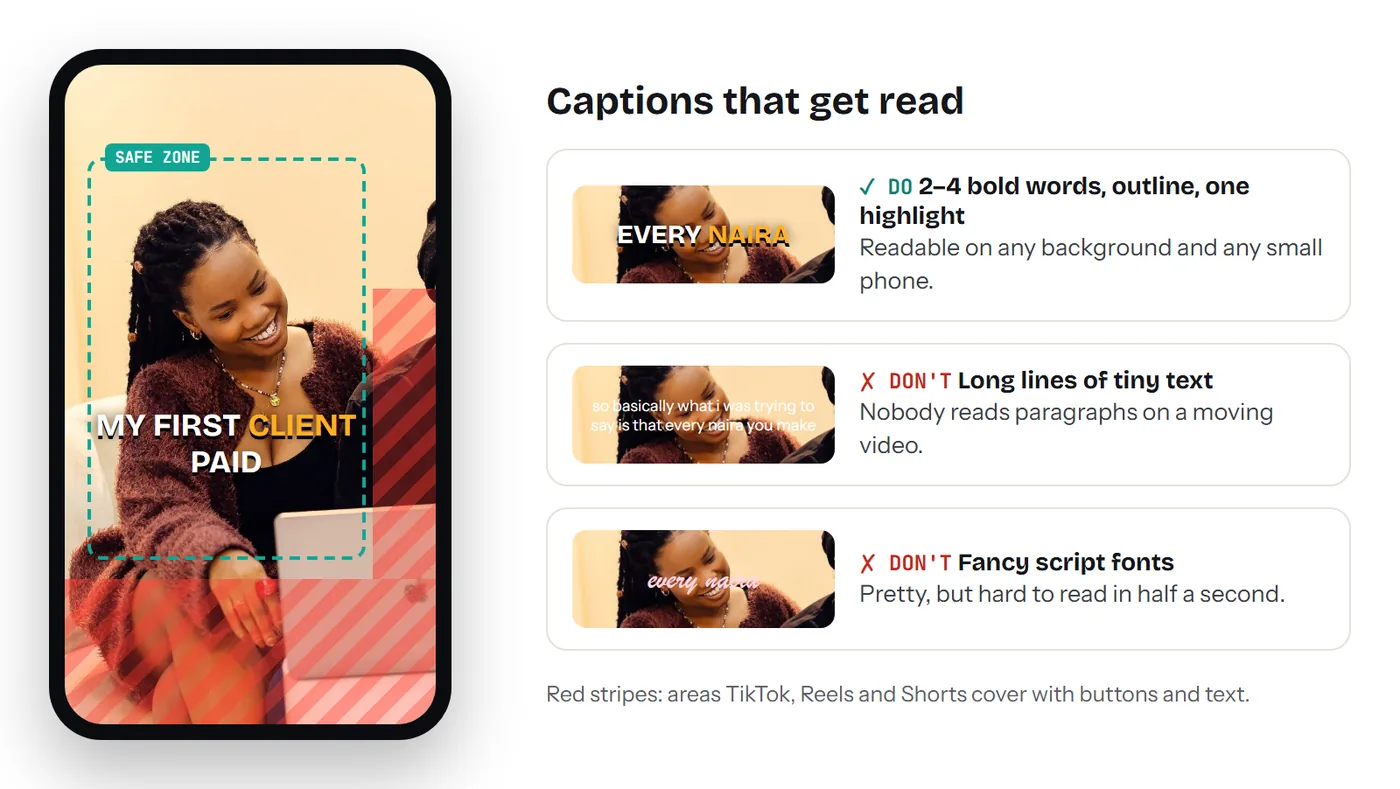 SAFE ZONE
MY FIRST CLIENT
PAID
Captions that get read
EVERY NAIRA
✓ DO 2–4 bold words, outline, one
highlight
Readable on any background and any small
phone.
so basically what i was trying to
say is that every naira you make
✗ DON'T Long lines of tiny text
Nobody reads paragraphs on a moving
video.
every naira
✗ DON'T Fancy script fonts
Pretty, but hard to read in half a second.
Red stripes: areas TikTok, Reels and Shorts cover with buttons and text.